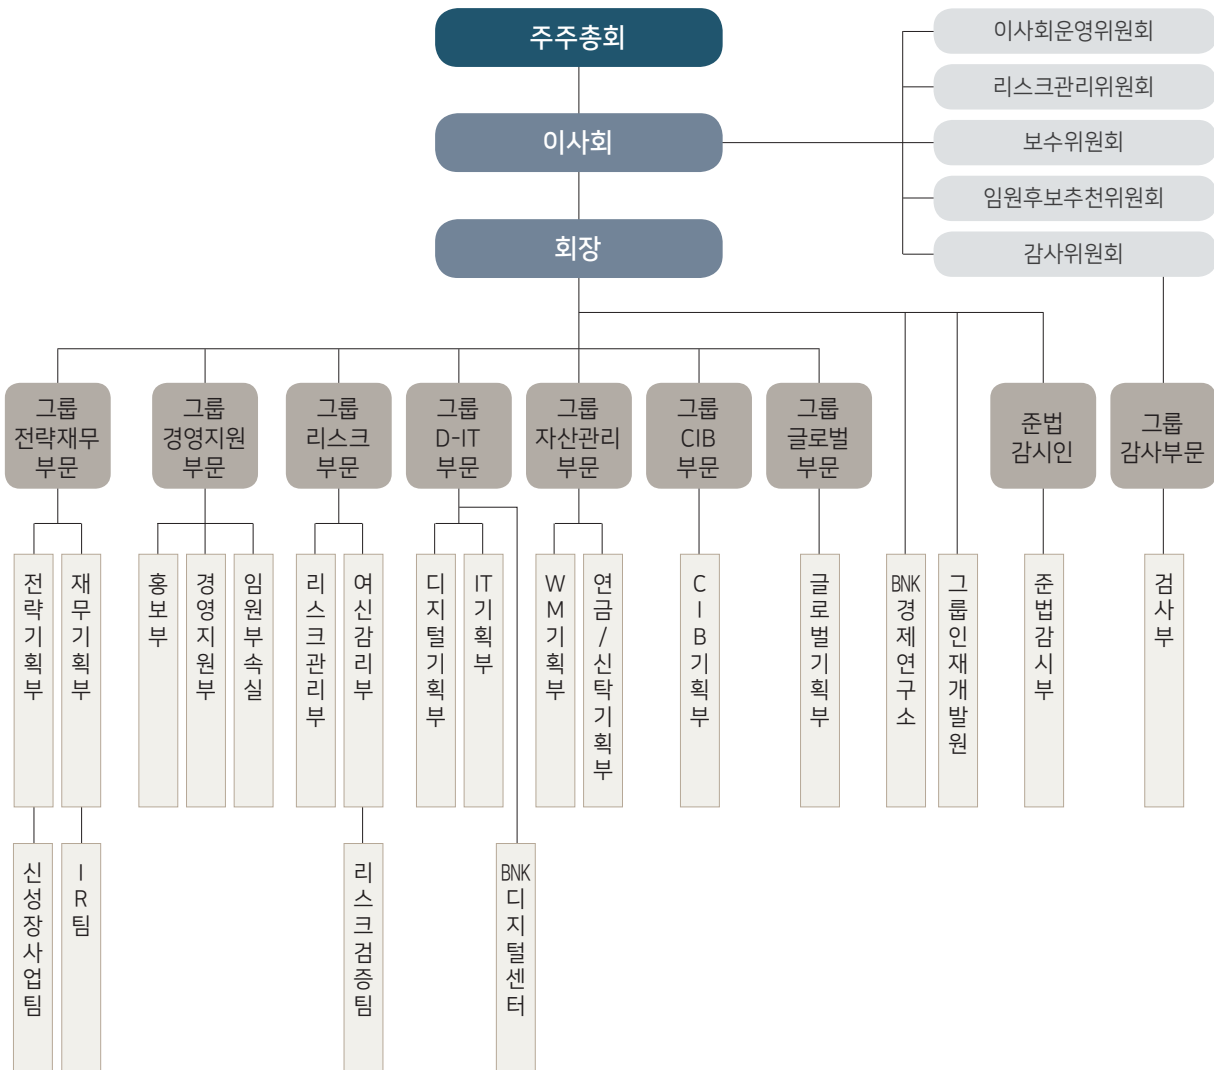 주주총회
이사회
회장
이사회운영위원회
리스크관리위원회
보수위원회
임원후보추천위원회
감사위원회
그룹
전략재무
부문
그룹
경영지원
부문
그룹
리스크
부문
그룹
D-IT
부문
그룹
자산관리
부문
그룹
CIB
부문
그룹
글로벌
부문
준법
감시인
그룹
감사부문
전략기획부
재무기획부
홍보부
경영지원부
임원부속실
리스크관리부
여신감리부
디지털기획부
IT기획부
WM기획부
연금/신탁기획부
CIB기획부
글로벌기획부
BNK경제연구소
그룹인재개발원
준법감시부
검사부
신성장사업팀
IR팀
리스크검증팀
BNK디지털센터